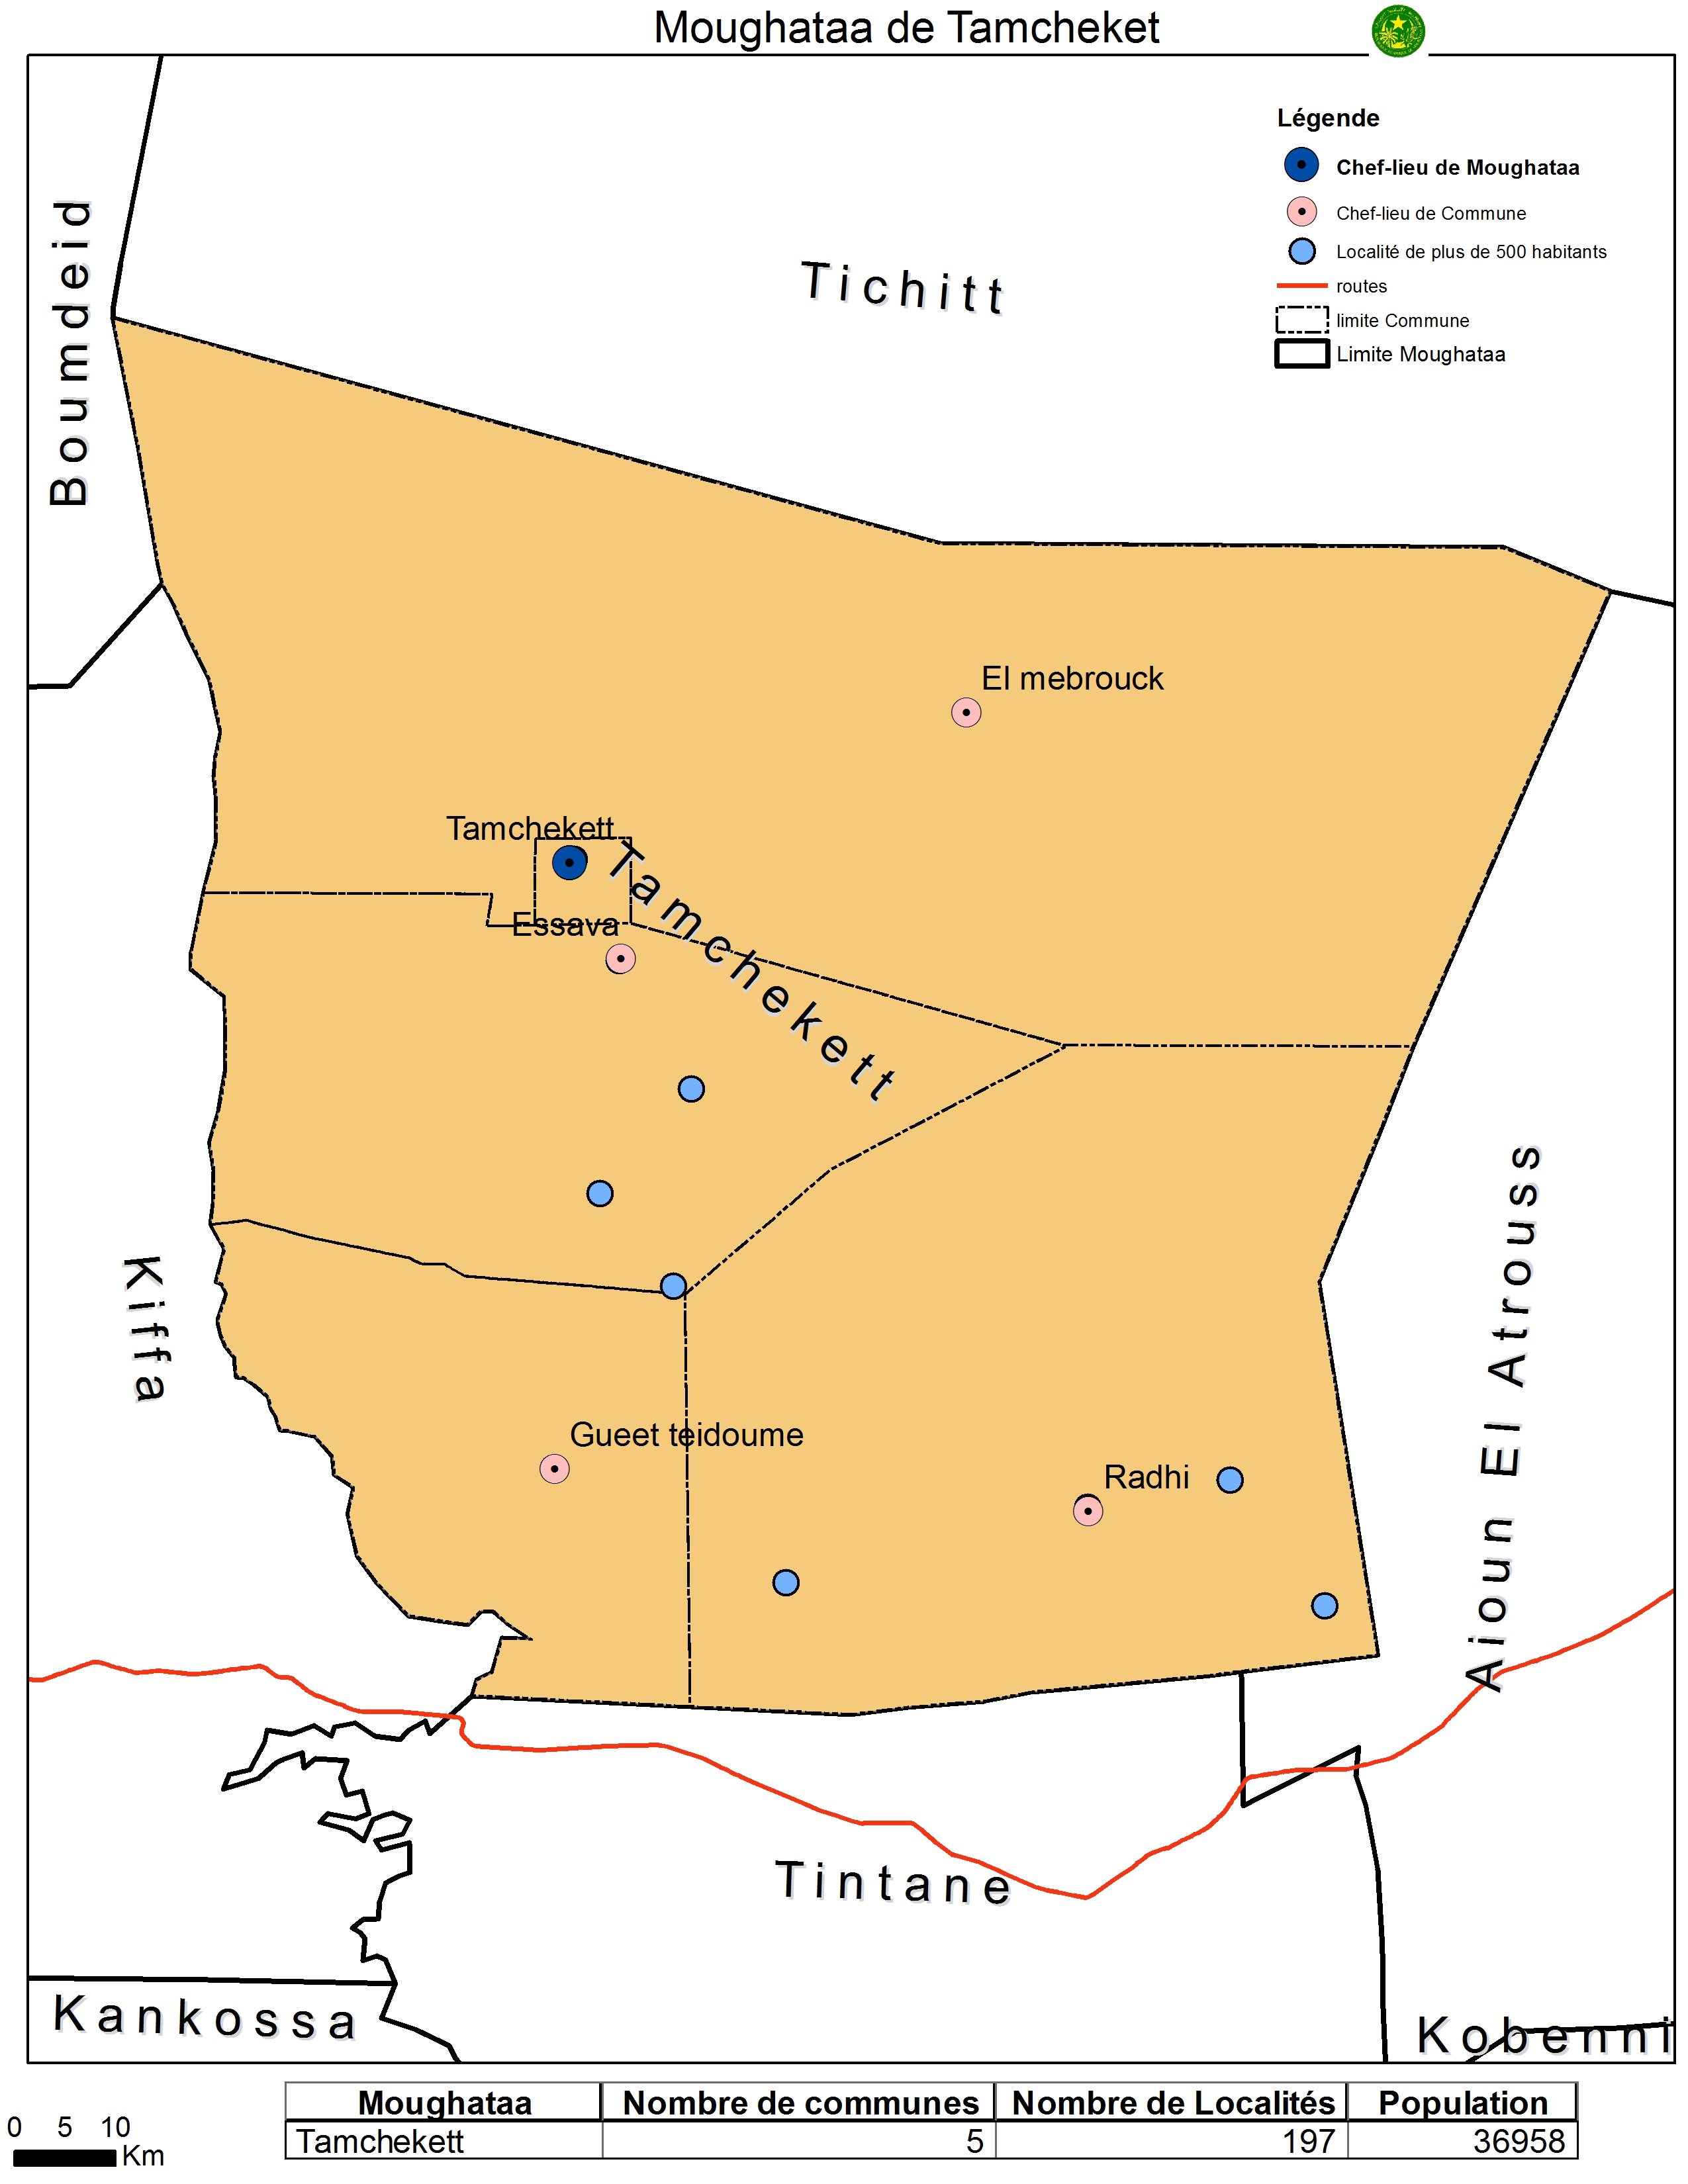 Moughataa de Tamcheket
Légende
Chef-lieu de Moughataa
Chef-lieu de Commune
Localité de plus de 500 habitants
routes
limite Commune
Limite Moughataa
Boumdeid
Tichitt
El mebrouck
Tamchekett
Tamchekett
Essava
Kiffa
Aioun El Atrouss
Gueet teidoume
Radhi
Tintane
Kankossa
Kobenni
0 5 10
Km
Moughataa Nombre de communes Nombre de Localités Population
Tamchekett 5 197 36958